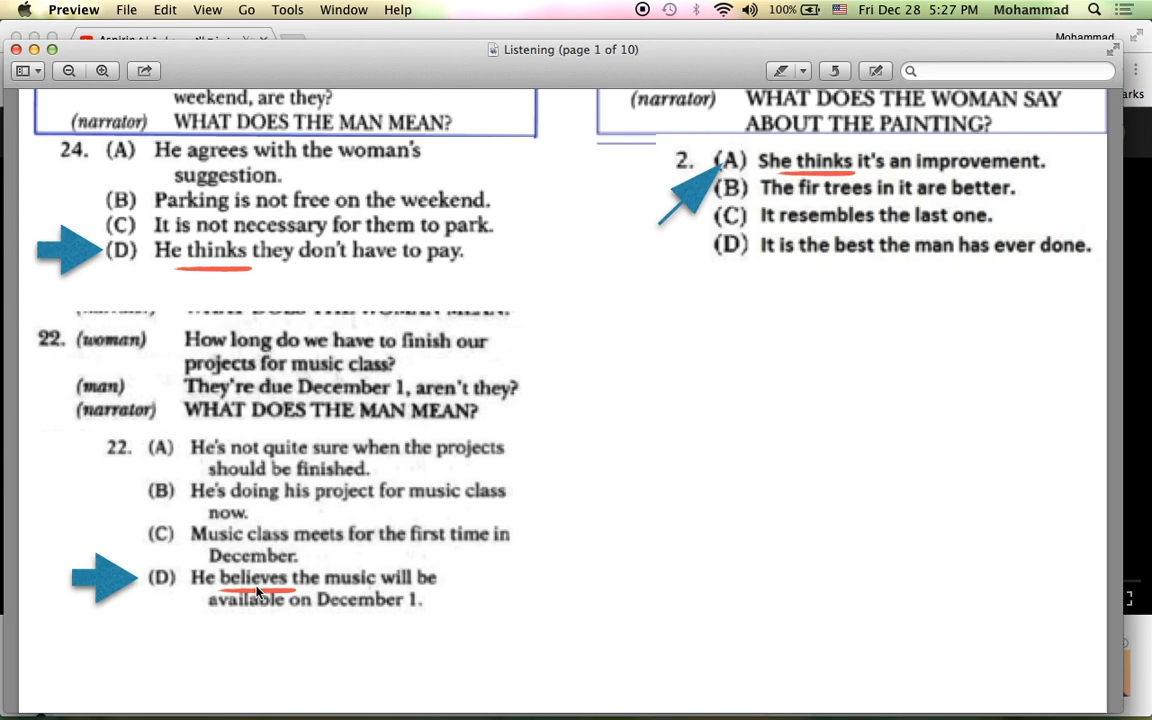 Preview File Edit View Go Tools Window Help 100% Fri Dec 28 5:27 PM Mohammad
Mohammad
Listening (page 1 of 10)
weekend, are they?
(narrator) WHAT DOES THE MAN MEAN?
24. (A) He agrees with the woman's
suggestion.
(B) Parking is not free on the weekend.
(C) It is not necessary for them to park.
(D) He thinks they don't have to pay.
(narrator) WHAT DOES THE WOMAN SAY
ABOUT THE PAINTING?
2. (A) She thinks it's an improvement.
(B) The fir trees in it are better.
(C) It resembles the last one.
(D) It is the best the man has ever done.
22. (woman) How long do we have to finish our
projects for music class?
(man) They're due December 1, aren't they?
(narrator) WHAT DOES THE MAN MEAN?
22. (A) He's not quite sure when the projects
should be finished.
(B) He's doing his project for music class
now.
(C) Music class meets for the first time in
December.
(D) He believes the music will be
available on December 1.